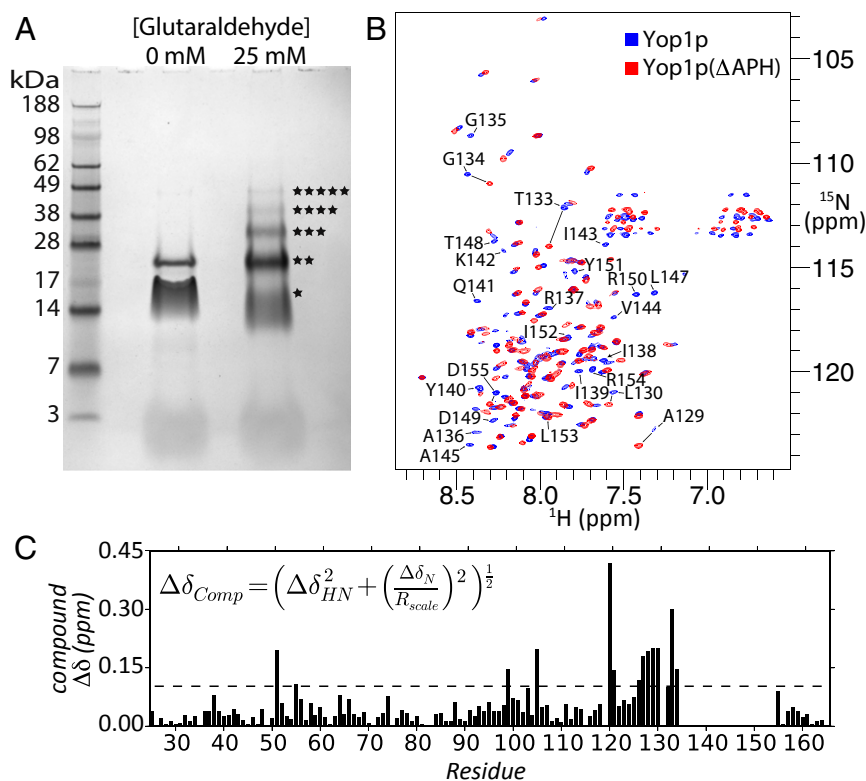 A
[Glutaraldehyde]
0 mM 25 mM
kDa
188
98
62
49
38
28
17
14
7
3
★★★★★
★★★★
★★★
★★
★
B
Yop1p
Yop1p(ΔAPH)
G135
G134
T133
I143
T148
K142
Y151
R150
L147
Q141
R137
V144
I152
I138
D155
R154
Y140
I139
L130
D149
A129
A136
L153
A145
105
110
115
120
15N
(ppm)
8.5 8.0 7.5 7.0
1H (ppm)
C
ΔδComp = (ΔδHN² + (ΔδN / Rscale)²)^½
compound
Δδ (ppm)
0.45
0.30
0.15
0.00
30 40 50 60 70 80 90 100 110 120 130 140 150 160
Residue